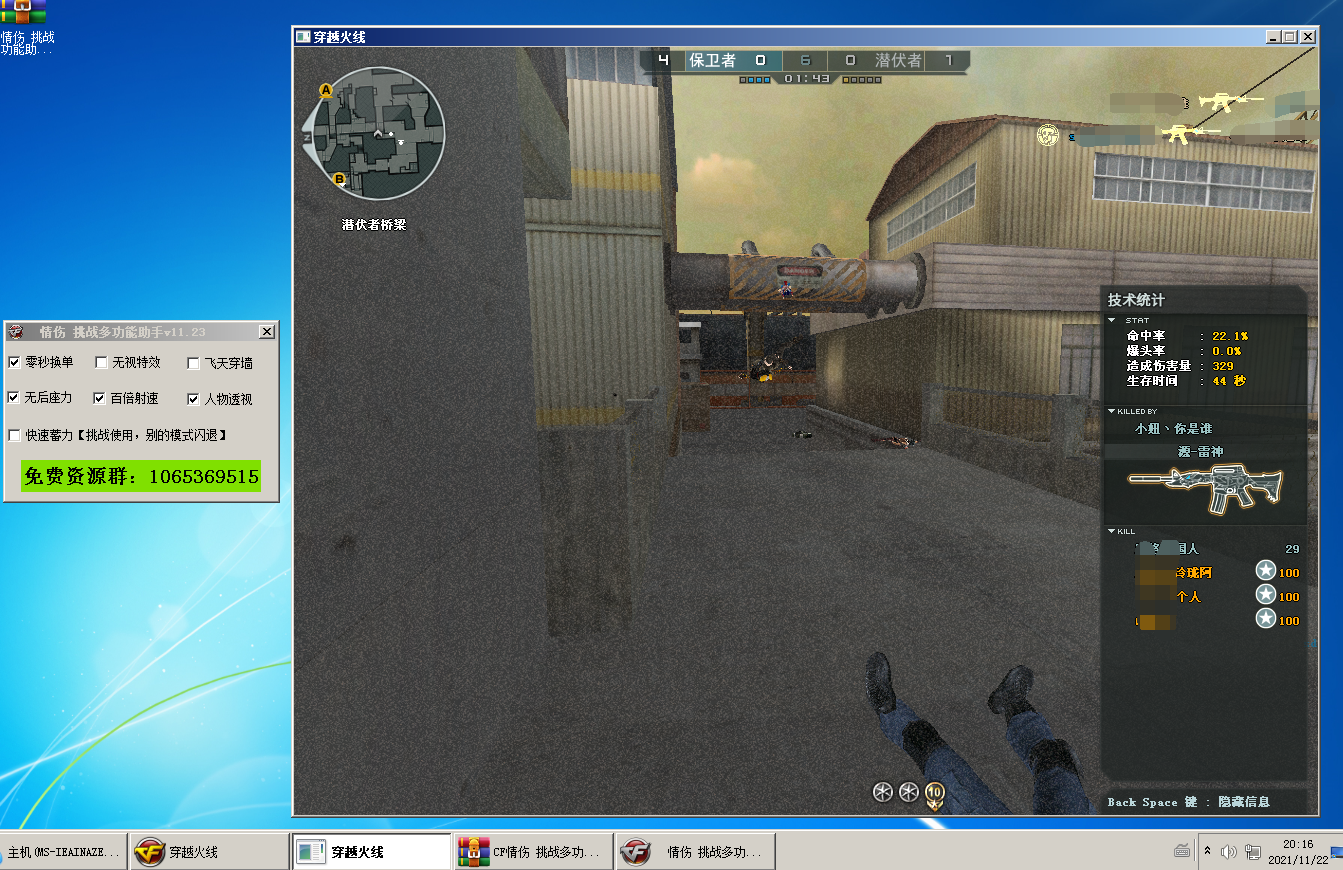 情伤 挑战
功能助...
穿越火线
4 保卫者 0 6 0 潜伏者 1
01:43
A
N
B
潜伏者桥梁
DANGER
情伤 挑战多功能助手v11.23
零秒换单 无视特效 飞天穿墙
无后座力 百倍射速 人物透视
快速蓄力【挑战使用，别的模式闪退】
免费资源群：1065369515
技术统计
STAT
命中率 : 22.1%
爆头率 : 0.0%
造成伤害量 : 329
生存时间 : 44 秒
KILLED BY
小妞、你是谁
源-雷神
KILL
国人 29
冷珑阿 100
个人 100
100
10
Back Space 键 : 隐藏信息
主机(MS-IEAINAZE...
穿越火线
穿越火线
CF情伤 挑战多功...
情伤 挑战多功...
20:16
2021/11/22